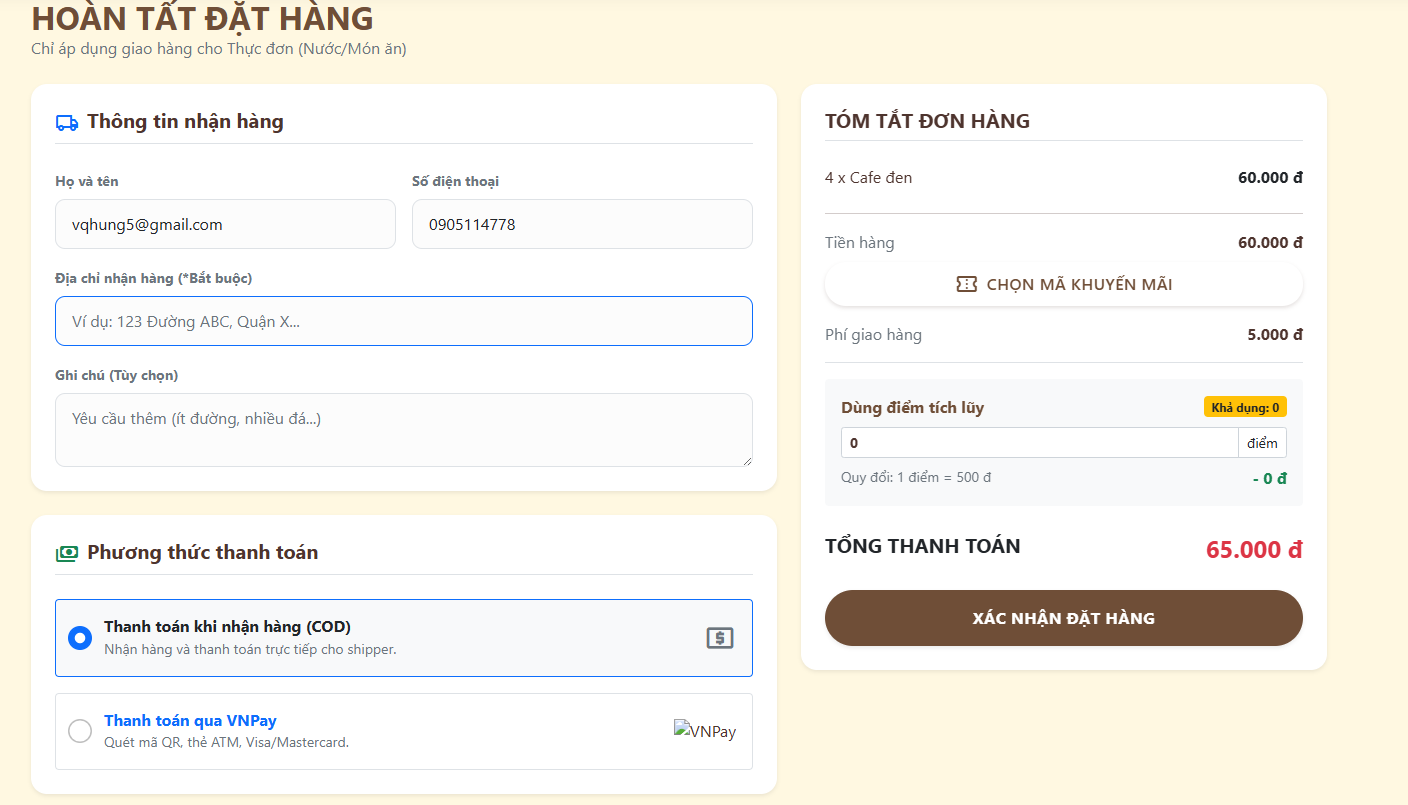 HOÀN TẤT ĐẶT HÀNG
Chỉ áp dụng giao hàng cho Thực đơn (Nước/Món ăn)
Thông tin nhận hàng
Họ và tên
Số điện thoại
vqhung5@gmail.com
0905114778
Địa chỉ nhận hàng (*Bắt buộc)
Ví dụ: 123 Đường ABC, Quận X...
Ghi chú (Tùy chọn)
Yêu cầu thêm (ít đường, nhiều đá...)
Phương thức thanh toán
Thanh toán khi nhận hàng (COD)
Nhận hàng và thanh toán trực tiếp cho shipper.
Thanh toán qua VNPay
Quét mã QR, thẻ ATM, Visa/Mastercard.
VNPay
TÓM TẮT ĐƠN HÀNG
4 x Cafe đen 60.000 đ
Tiền hàng 60.000 đ
CHỌN MÃ KHUYẾN MÃI
Phí giao hàng 5.000 đ
Dùng điểm tích lũy Khả dụng: 0
0 điểm
Quy đổi: 1 điểm = 500 đ - 0 đ
TỔNG THANH TOÁN 65.000 đ
XÁC NHẬN ĐẶT HÀNG